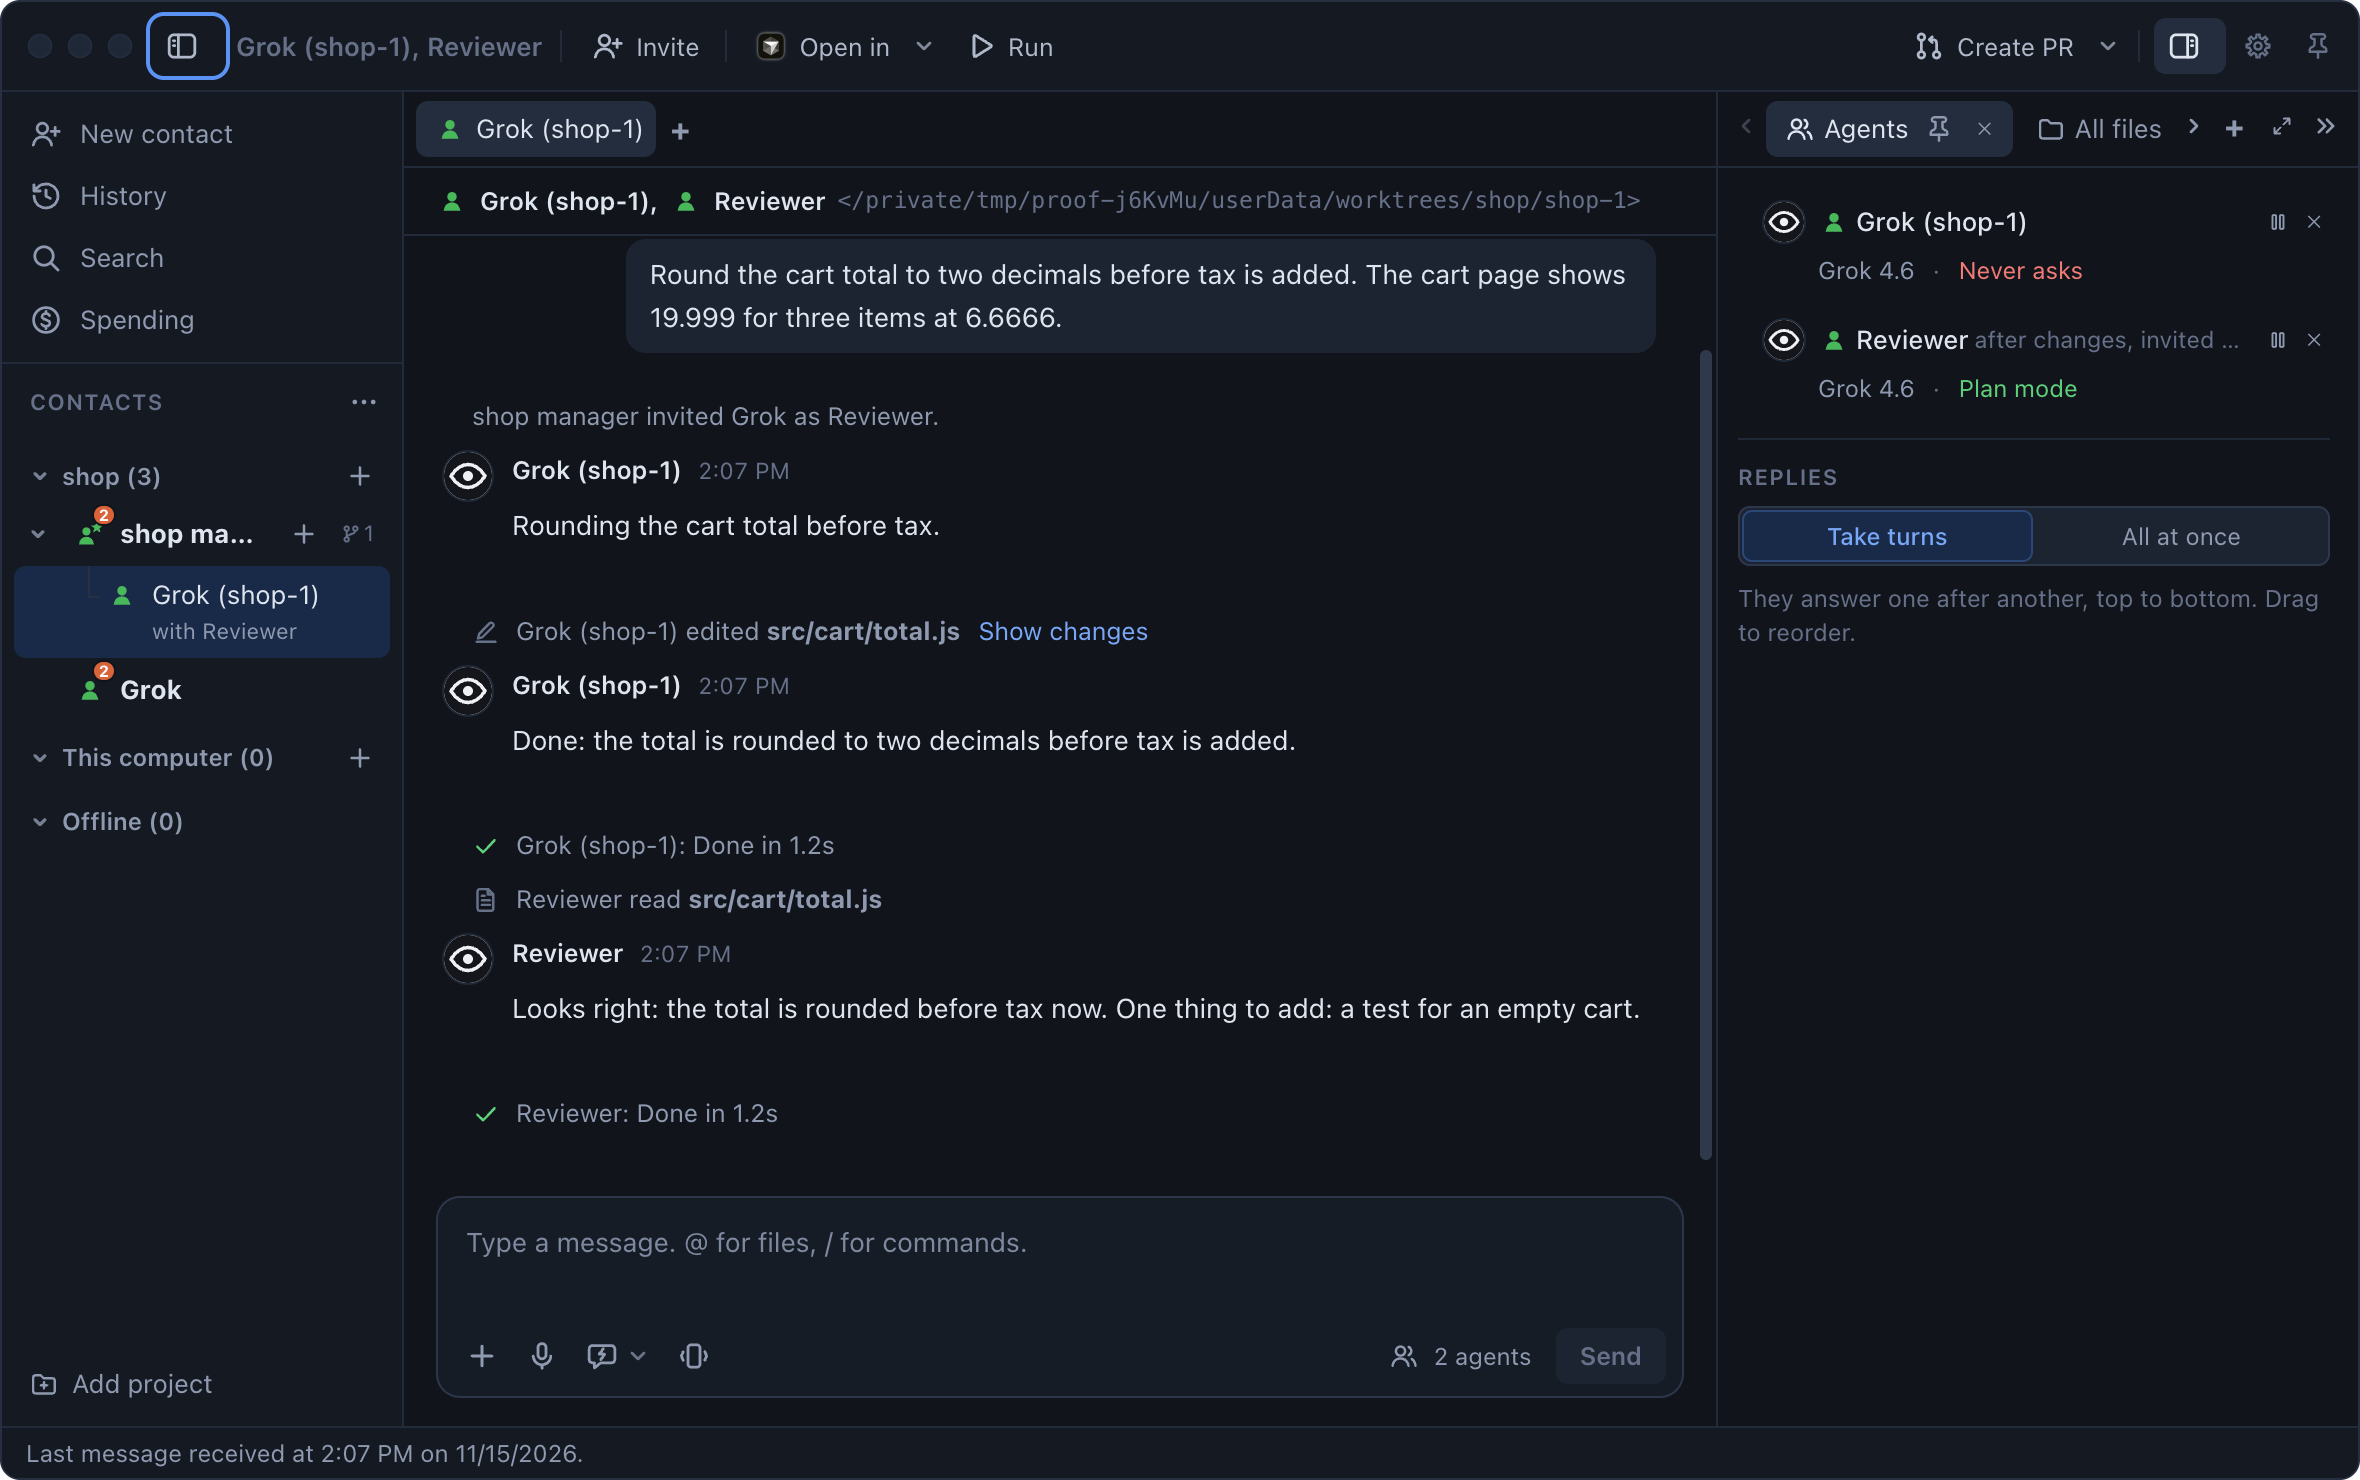 Grok (shop-1), Reviewer
Invite
Open in
Run
Create PR
New contact
History
Search
Spending
CONTACTS
shop (3)
2
shop ma...
1
Grok (shop-1)
with Reviewer
2
Grok
This computer (0)
Offline (0)
Add project
Grok (shop-1)
Grok (shop-1), Reviewer </private/tmp/proof-j6KvMu/userData/worktrees/shop/shop-1>
Round the cart total to two decimals before tax is added. The cart page shows
19.999 for three items at 6.6666.
shop manager invited Grok as Reviewer.
Grok (shop-1) 2:07 PM
Rounding the cart total before tax.
Grok (shop-1) edited src/cart/total.js Show changes
Grok (shop-1) 2:07 PM
Done: the total is rounded to two decimals before tax is added.
Grok (shop-1): Done in 1.2s
Reviewer read src/cart/total.js
Reviewer 2:07 PM
Looks right: the total is rounded before tax now. One thing to add: a test for an empty cart.
Reviewer: Done in 1.2s
Type a message. @ for files, / for commands.
2 agents
Send
Agents
All files
Grok (shop-1)
Grok 4.6 · Never asks
Reviewer after changes, invited ...
Grok 4.6 · Plan mode
REPLIES
Take turns
All at once
They answer one after another, top to bottom. Drag
to reorder.
Last message received at 2:07 PM on 11/15/2026.